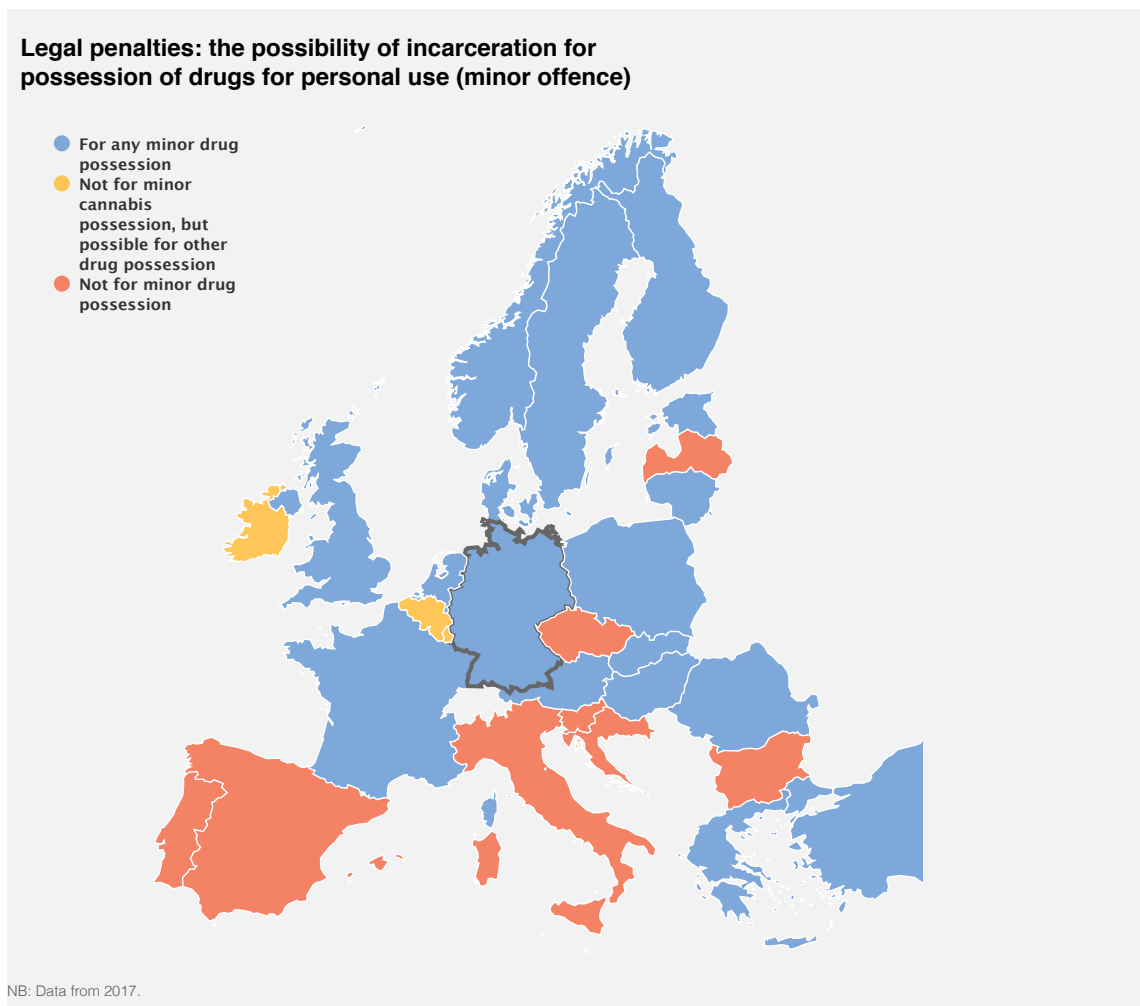 Legal penalties: the possibility of incarceration for
possession of drugs for personal use (minor offence)
For any minor drug
possession
Not for minor
cannabis
possession, but
possible for other
drug possession
Not for minor drug
possession
NB: Data from 2017.